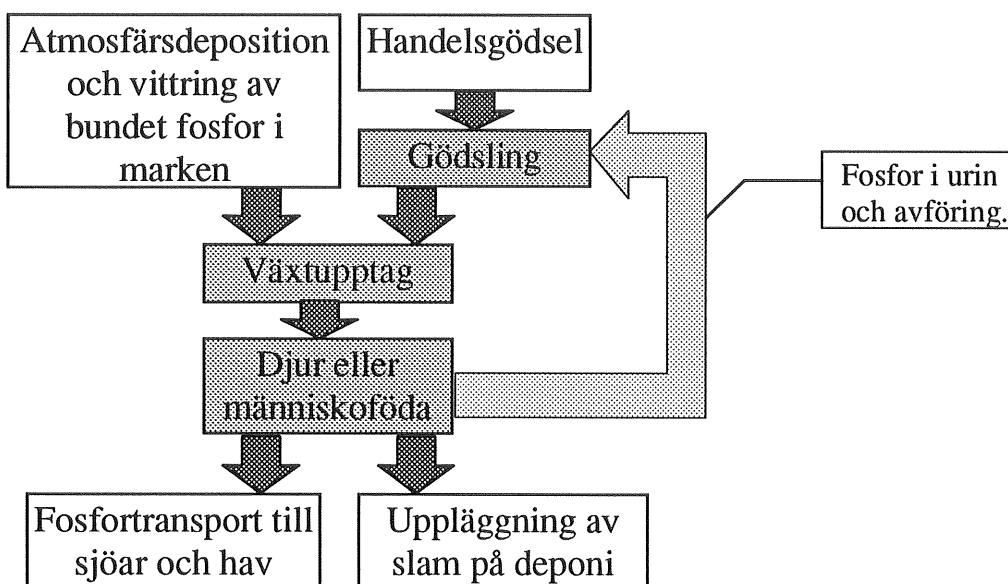 Atmosfärsdeposition
och vittring av
bundet fosfor i
marken
Handelsgödsel
Gödsling
Fosfor i urin
och avföring.
Växtupptag
Djur eller
människoföda
Fosfortransport till
sjöar och hav
Uppläggning av
slam på deponi